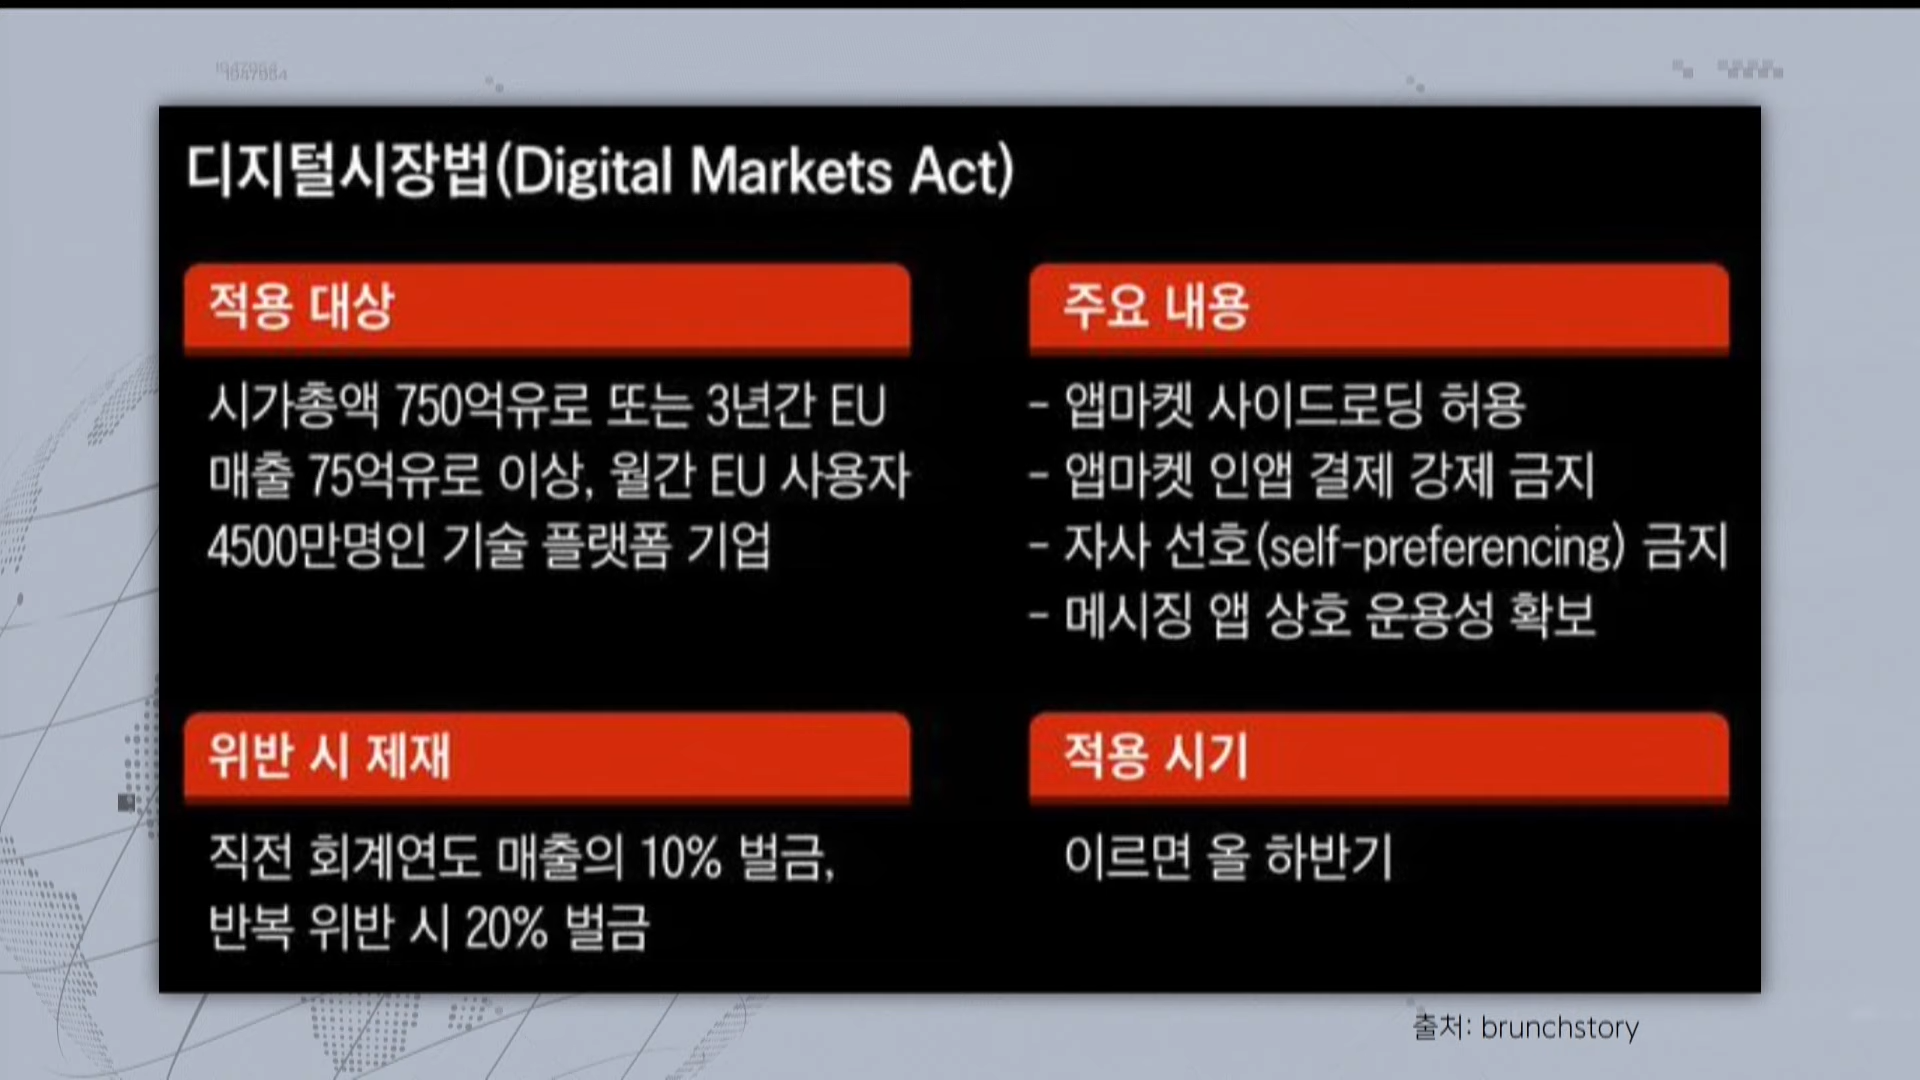 1947954
디지털시장법(Digital Markets Act)
적용 대상
시가총액 750억유로 또는 3년간 EU
매출 75억유로 이상, 월간 EU 사용자
4500만명인 기술 플랫폼 기업
주요 내용
- 앱마켓 사이드로딩 허용
- 앱마켓 인앱 결제 강제 금지
- 자사 선호(self-preferencing) 금지
- 메시징 앱 상호 운용성 확보
위반 시 제재
직전 회계연도 매출의 10% 벌금,
반복 위반 시 20% 벌금
적용 시기
이르면 올 하반기
출처: brunchstory